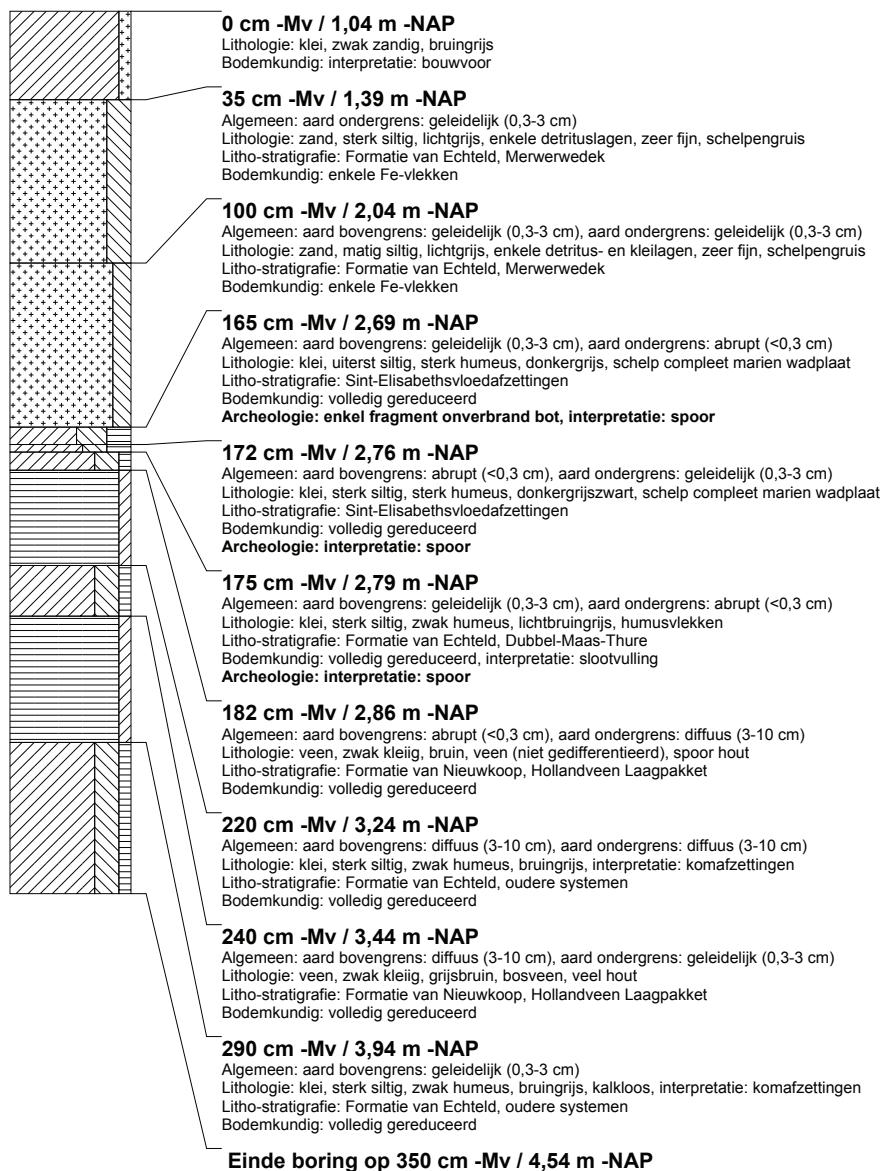 0 cm -Mv / 1,04 m -NAP
Lithologie: klei, zwak zandig, bruingrijs
Bodemkundig: interpretatie: bouwvoor
35 cm -Mv / 1,39 m -NAP
Algemeen: aard ondergrens: geleidelijk (0,3-3 cm)
Lithologie: zand, sterk siltig, lichtgrijs, enkele detrituslagen, zeer fijn, schelpengruis
Litho-stratigrafie: Formatie van Echteld, Merwerwedek
Bodemkundig: enkele Fe-vlekken
100 cm -Mv / 2,04 m -NAP
Algemeen: aard bovengrens: geleidelijk (0,3-3 cm), aard ondergrens: geleidelijk (0,3-3 cm)
Lithologie: zand, matig siltig, lichtgrijs, enkele detritus- en kleilagen, zeer fijn, schelpengruis
Litho-stratigrafie: Formatie van Echteld, Merwerwedek
Bodemkundig: enkele Fe-vlekken
165 cm -Mv / 2,69 m -NAP
Algemeen: aard bovengrens: geleidelijk (0,3-3 cm), aard ondergrens: abrupt (<0,3 cm)
Lithologie: klei, uiterst siltig, sterk humeus, donkergrijs, schelp compleet marien wadplaat
Litho-stratigrafie: Sint-Elisabethsvloedafzettingen
Bodemkundig: volledig gereduceerd
Archeologie: enkel fragment onverbrand bot, interpretatie: spoor
172 cm -Mv / 2,76 m -NAP
Algemeen: aard bovengrens: abrupt (<0,3 cm), aard ondergrens: geleidelijk (0,3-3 cm)
Lithologie: klei, sterk siltig, sterk humeus, donkergrijszwart, schelp compleet marien wadplaat
Litho-stratigrafie: Sint-Elisabethsvloedafzettingen
Bodemkundig: volledig gereduceerd
Archeologie: interpretatie: spoor
175 cm -Mv / 2,79 m -NAP
Algemeen: aard bovengrens: geleidelijk (0,3-3 cm), aard ondergrens: abrupt (<0,3 cm)
Lithologie: klei, sterk siltig, zwak humeus, lichtbruingrijs, humusvlekken
Litho-stratigrafie: Formatie van Echteld, Dubbel-Maas-Thure
Bodemkundig: volledig gereduceerd, interpretatie: slootvulling
Archeologie: interpretatie: spoor
182 cm -Mv / 2,86 m -NAP
Algemeen: aard bovengrens: abrupt (<0,3 cm), aard ondergrens: diffuus (3-10 cm)
Lithologie: veen, zwak kleiig, bruin, veen (niet gedifferentieerd), spoor hout
Litho-stratigrafie: Formatie van Nieuwkoop, Hollandveen Laagpakket
Bodemkundig: volledig gereduceerd
220 cm -Mv / 3,24 m -NAP
Algemeen: aard bovengrens: diffuus (3-10 cm), aard ondergrens: diffuus (3-10 cm)
Lithologie: klei, sterk siltig, zwak humeus, bruingrijs, interpretatie: komafzettingen
Litho-stratigrafie: Formatie van Echteld, oudere systemen
Bodemkundig: volledig gereduceerd
240 cm -Mv / 3,44 m -NAP
Algemeen: aard bovengrens: diffuus (3-10 cm), aard ondergrens: geleidelijk (0,3-3 cm)
Lithologie: veen, zwak kleiig, grijsbruin, bosveen, veel hout
Litho-stratigrafie: Formatie van Nieuwkoop, Hollandveen Laagpakket
Bodemkundig: volledig gereduceerd
290 cm -Mv / 3,94 m -NAP
Algemeen: aard bovengrens: geleidelijk (0,3-3 cm)
Lithologie: klei, sterk siltig, zwak humeus, bruingrijs, kalkloos, interpretatie: komafzettingen
Litho-stratigrafie: Formatie van Echteld, oudere systemen
Bodemkundig: volledig gereduceerd
Einde boring op 350 cm -Mv / 4,54 m -NAP